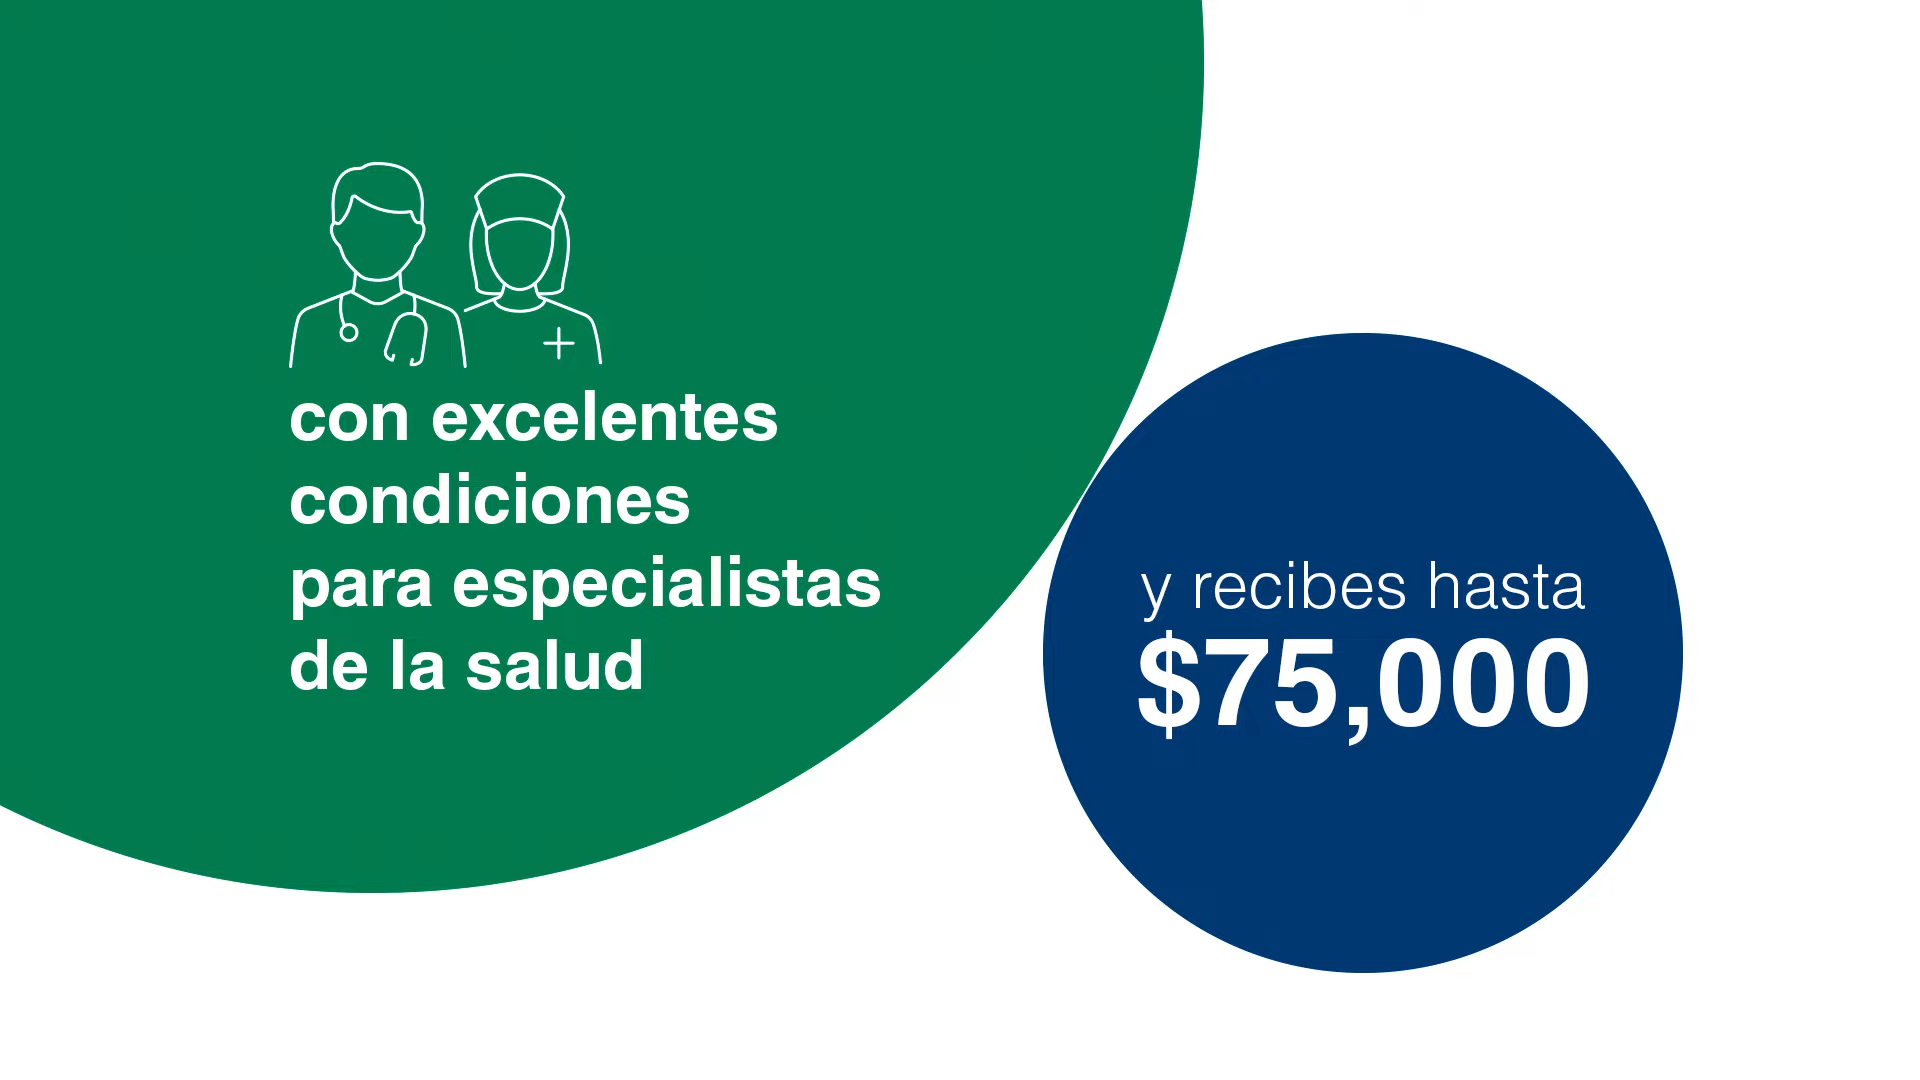 con excelentes
condiciones
para especialistas
de la salud
y recibes hasta
$75,000